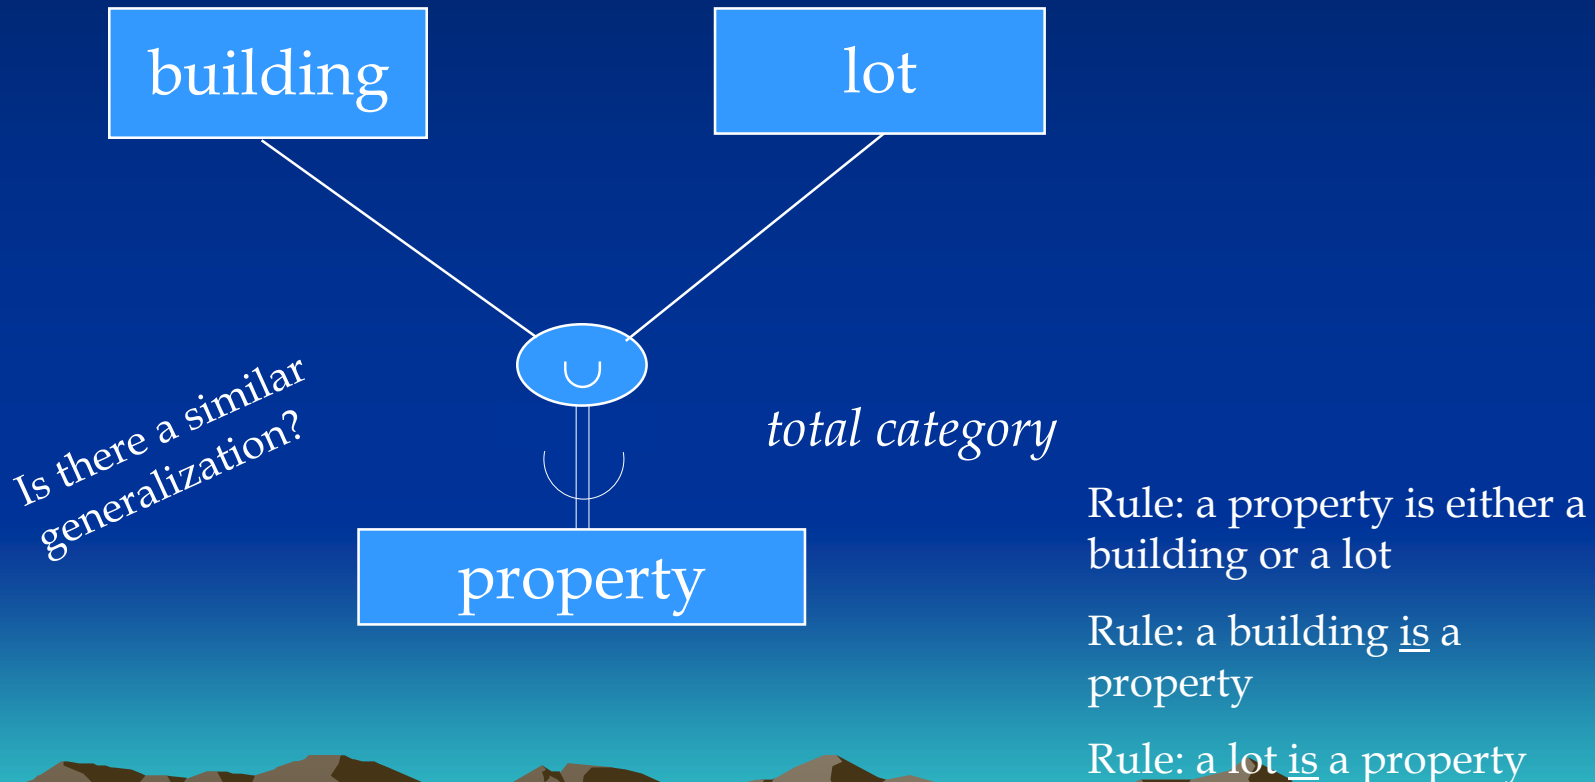 building
lot
∪
Is there a similar
generalization?
total category
property
Rule: a property is either a
building or a lot
Rule: a building is a
property
Rule: a lot is a property